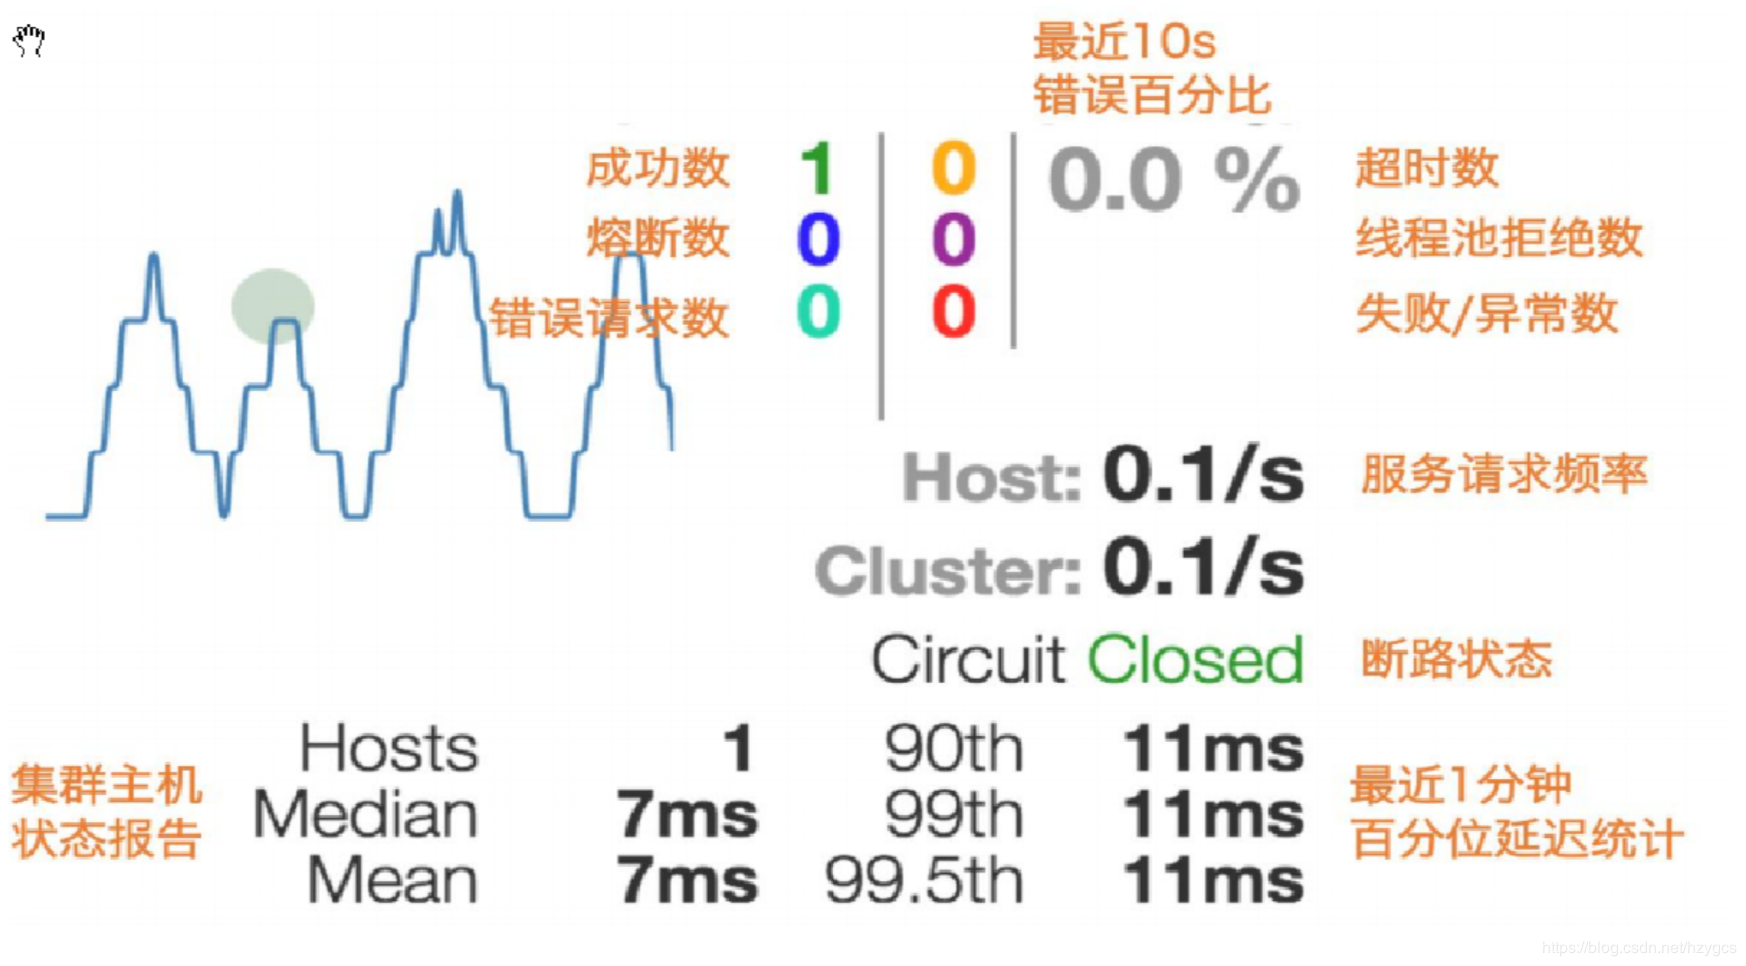 最近10s
错误百分比
成功数 1 0 0.0 % 超时数
熔断数 0 0 线程池拒绝数
错误请求数 0 0 失败/异常数
Host: 0.1/s 服务请求频率
Cluster: 0.1/s
Circuit Closed 断路状态
集群主机
状态报告
Hosts 1 90th 11ms
Median 7ms 99th 11ms
Mean 7ms 99.5th 11ms
最近1分钟
百分位延迟统计
https://blog.csdn.net/hzygcs